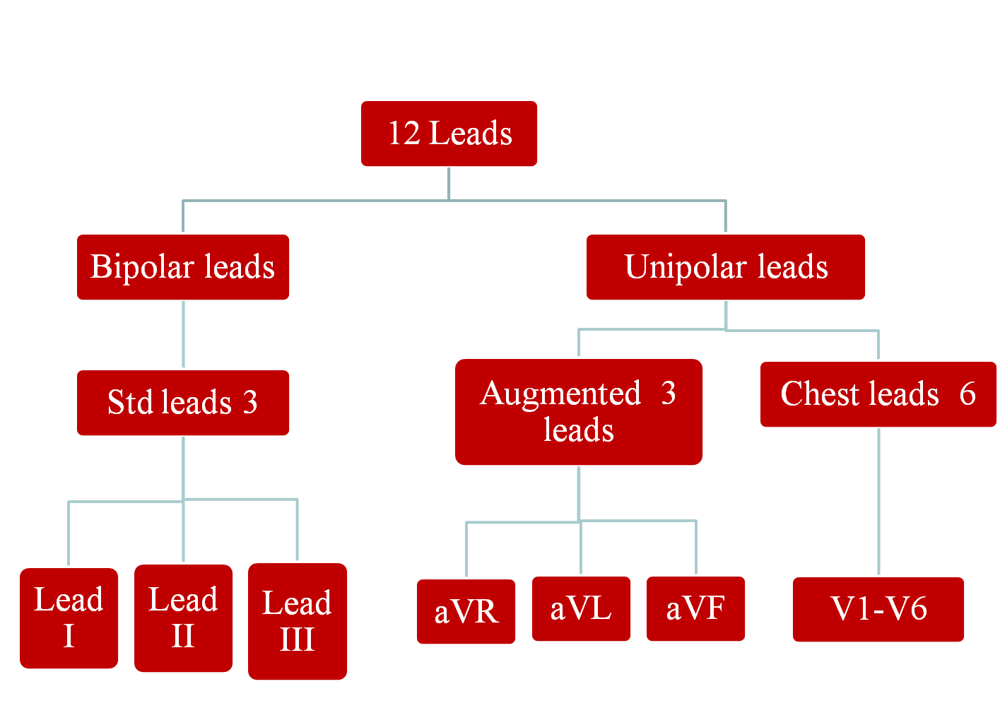 12 Leads
Bipolar leads
Unipolar leads
Std leads 3
Augmented  3
leads
Chest leads  6
Lead
I
Lead
II
Lead
III
aVR
aVL
aVF
V1-V6